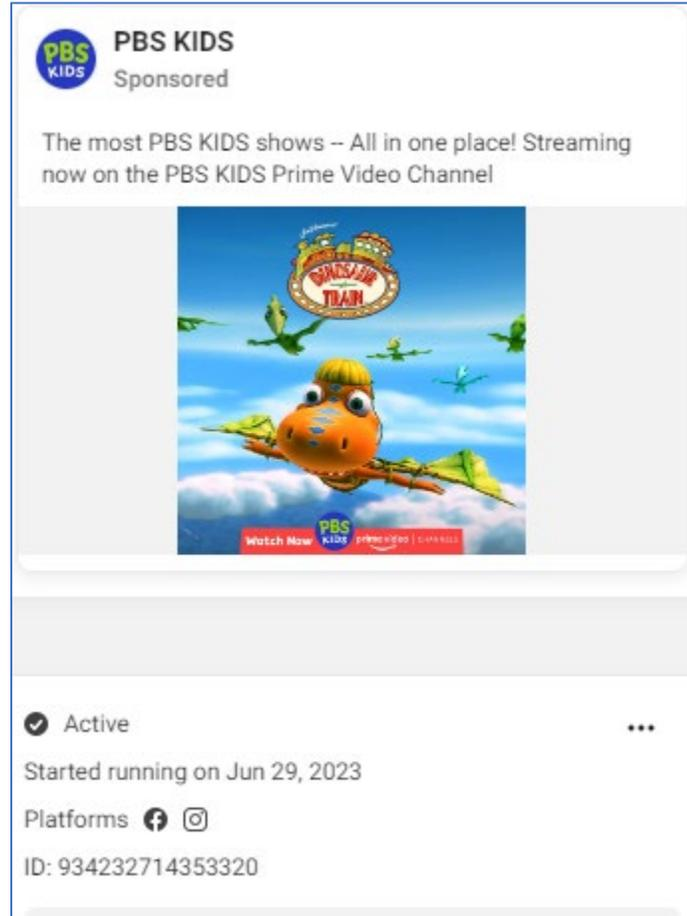 PBS KIDS
Sponsored
The most PBS KIDS shows -- All in one place! Streaming
now on the PBS KIDS Prime Video Channel
DINOSAUR
TRAIN
Watch Now PBS KIDS prime video | CHANNELS
Active
Started running on Jun 29, 2023
Platforms
ID: 934232714353320